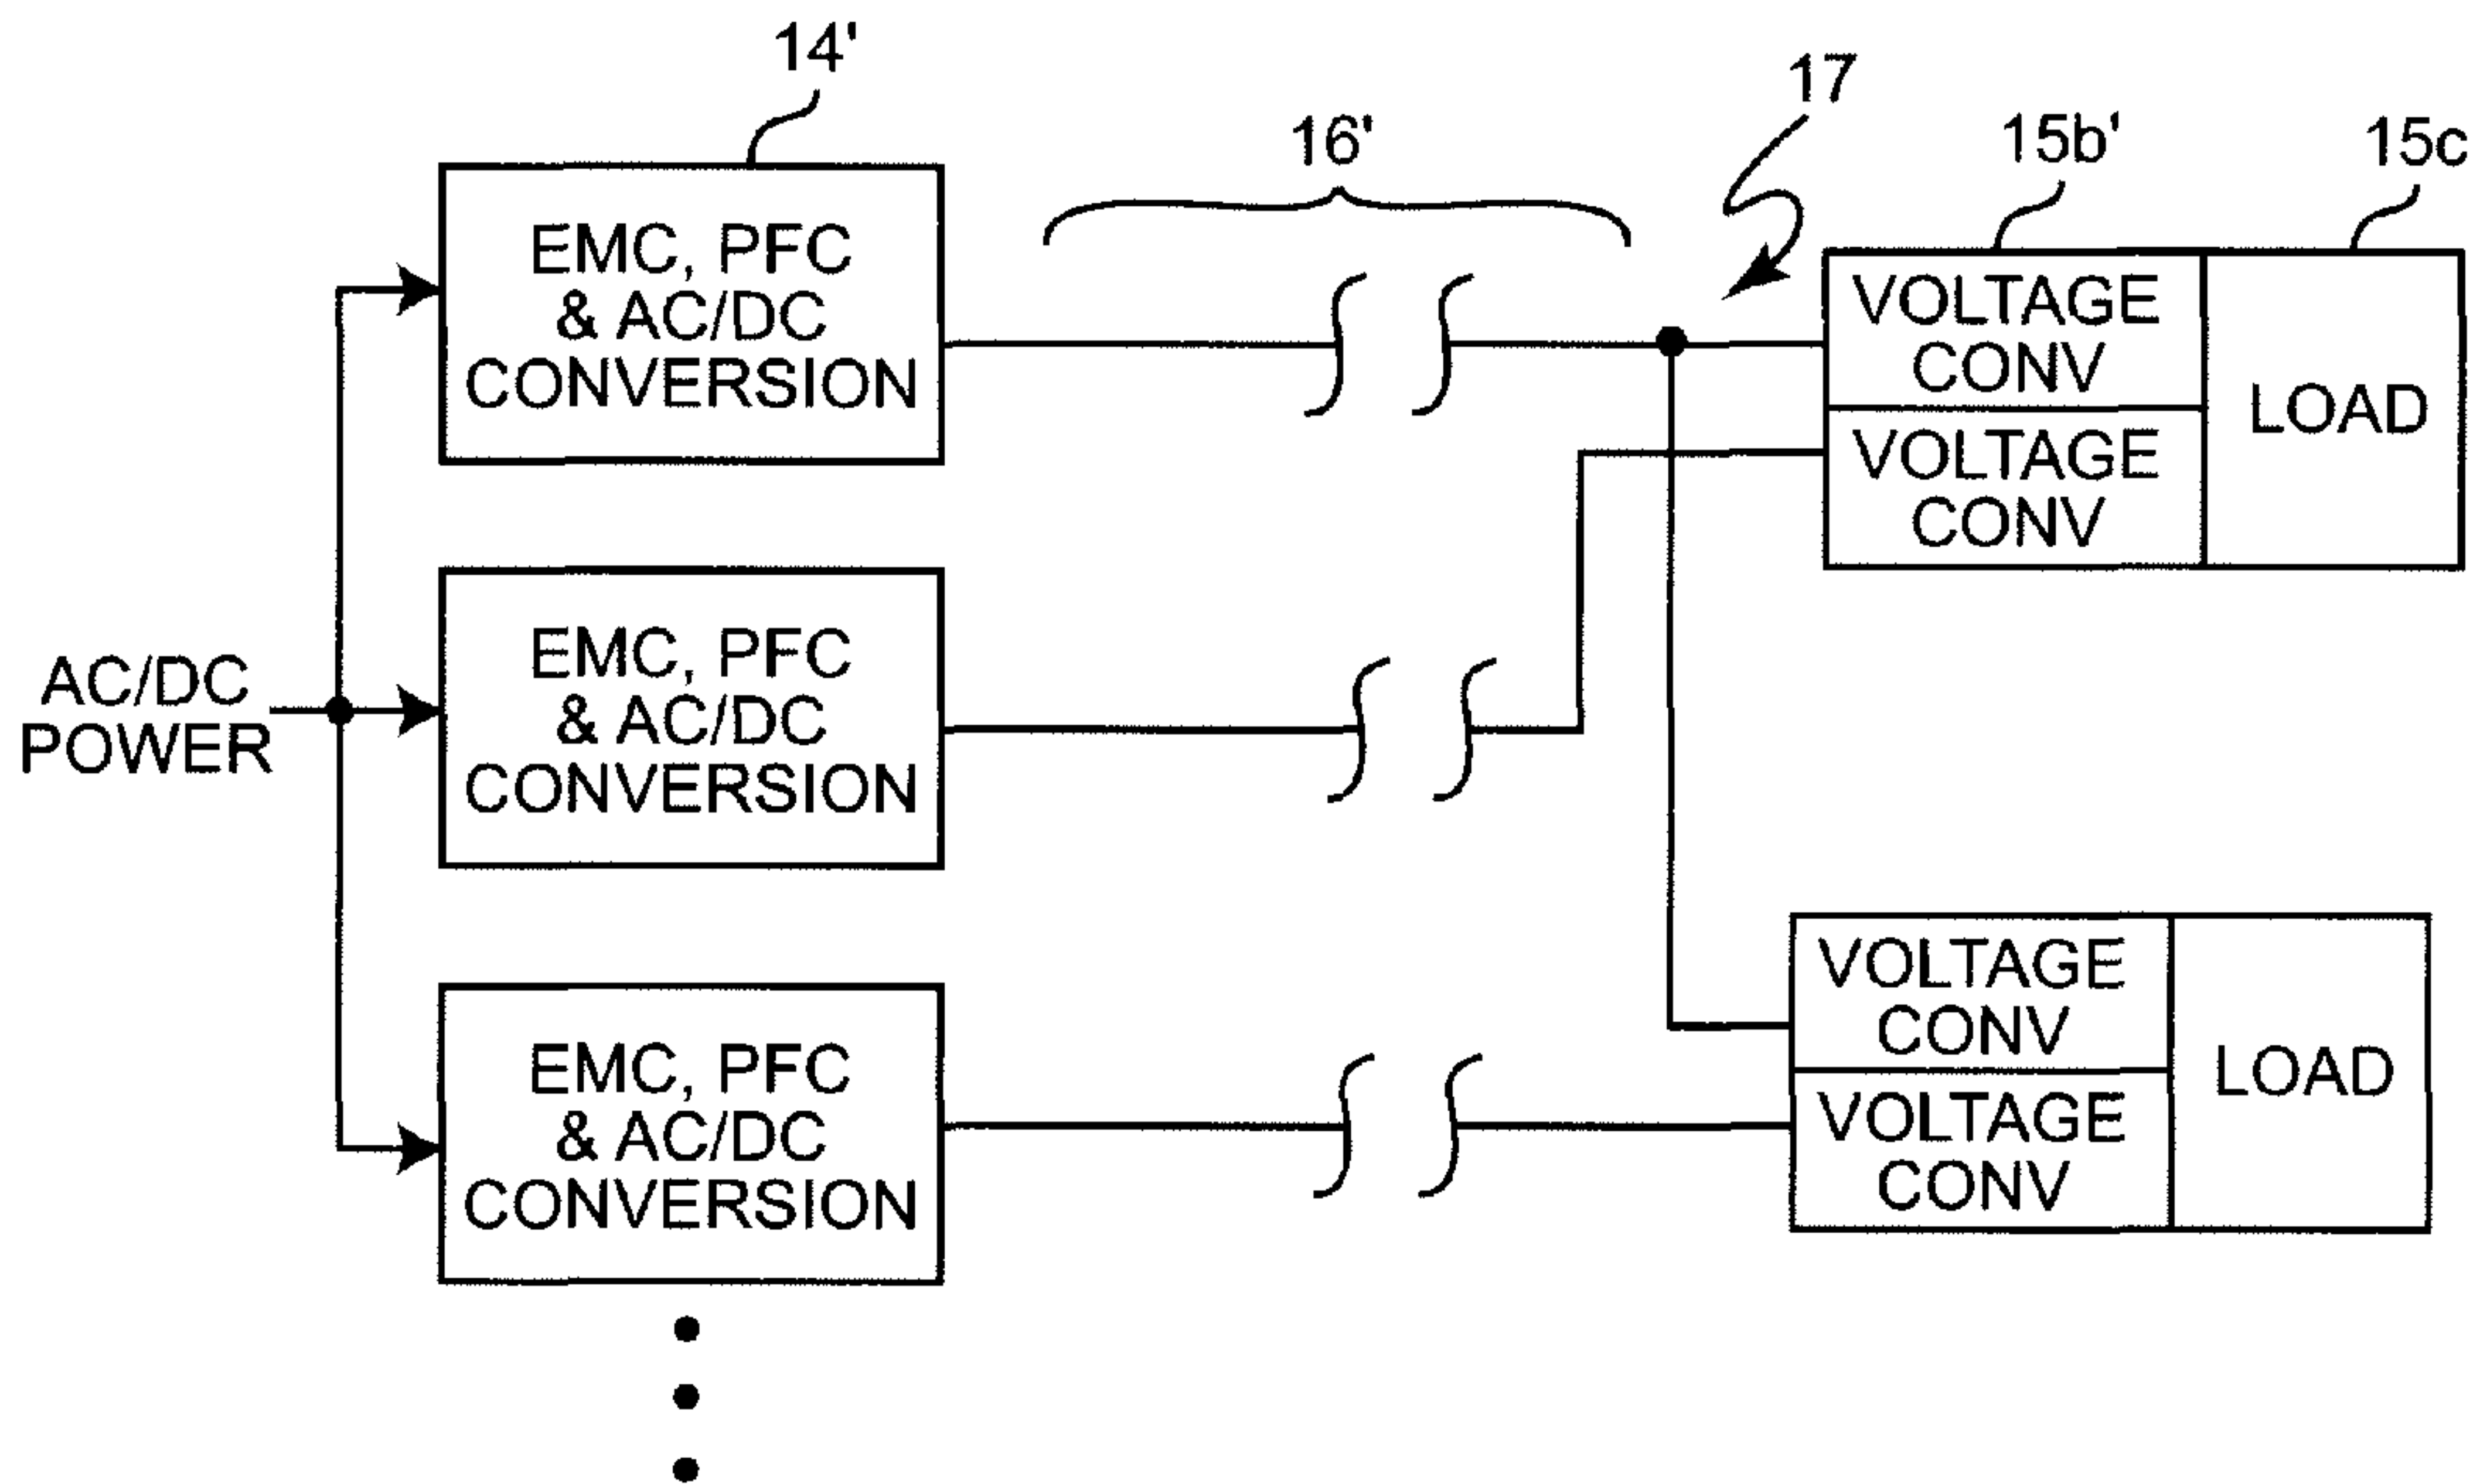 14'
17
16'
15b'
15c
EMC, PFC
& AC/DC
CONVERSION
VOLTAGE
CONV
VOLTAGE
CONV
LOAD
AC/DC
POWER
EMC, PFC
& AC/DC
CONVERSION
VOLTAGE
CONV
VOLTAGE
CONV
LOAD
EMC, PFC
& AC/DC
CONVERSION